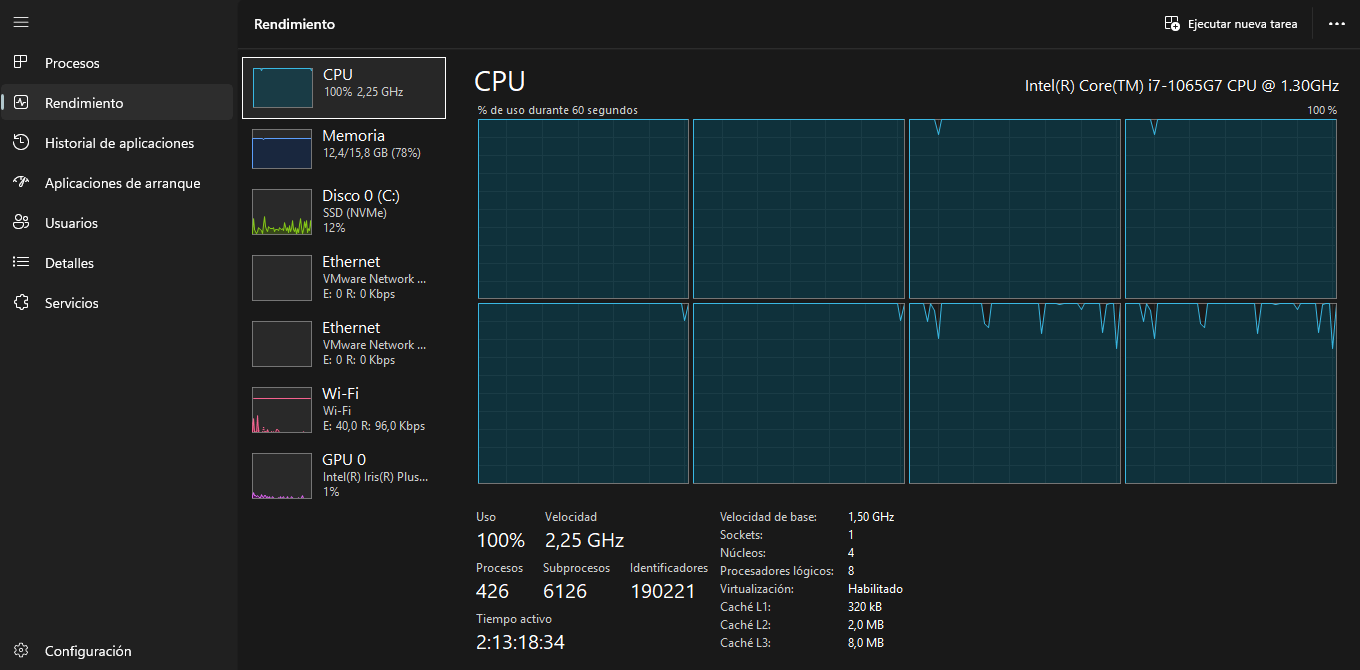 Rendimiento
Ejecutar nueva tarea
Procesos
Rendimiento
Historial de aplicaciones
Aplicaciones de arranque
Usuarios
Detalles
Servicios
Configuración
CPU
100% 2,25 GHz
Memoria
12,4/15,8 GB (78%)
Disco 0 (C:)
SSD (NVMe)
12%
Ethernet
VMware Network ...
E: 0 R: 0 Kbps
Ethernet
VMware Network ...
E: 0 R: 0 Kbps
Wi-Fi
Wi-Fi
E: 40,0 R: 96,0 Kbps
GPU 0
Intel(R) Iris(R) Plus...
1%
CPU
Intel(R) Core(TM) i7-1065G7 CPU @ 1.30GHz
% de uso durante 60 segundos
100 %
Uso
Velocidad
100%
2,25 GHz
Procesos
Subprocesos
Identificadores
426
6126
190221
Tiempo activo
2:13:18:34
Velocidad de base: 1,50 GHz
Sockets: 1
Núcleos: 4
Procesadores lógicos: 8
Virtualización: Habilitado
Caché L1: 320 kB
Caché L2: 2,0 MB
Caché L3: 8,0 MB